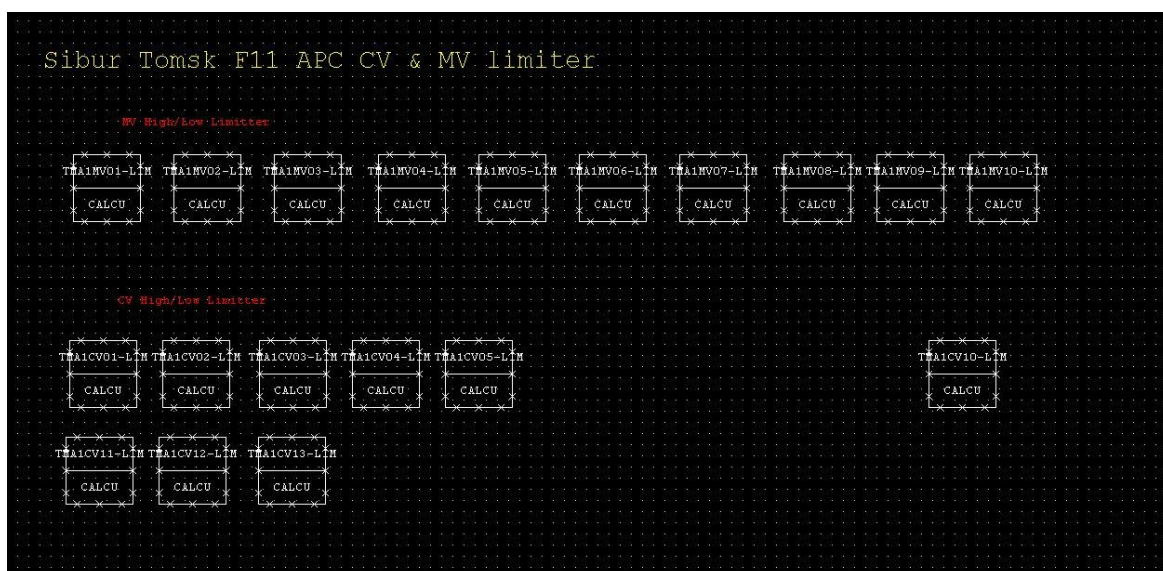 Sibur Tomsk F11 APC CV & MV limiter
MV High/Low Limitter
TMA1MV01-LIM TMA1MV02-LIM TMA1MV03-LIM TMA1MV04-LIM TMA1MV05-LIM TMA1MV06-LIM TMA1MV07-LIM TMA1MV08-LIM TMA1MV09-LIM TMA1MV10-LIM
CALCU CALCU CALCU CALCU CALCU CALCU CALCU CALCU CALCU CALCU
CV High/Low Limitter
TMA1CV01-LIM TMA1CV02-LIM TMA1CV03-LIM TMA1CV04-LIM TMA1CV05-LIM TMA1CV10-LIM
CALCU CALCU CALCU CALCU CALCU CALCU
TMA1CV11-LIM TMA1CV12-LIM TMA1CV13-LIM
CALCU CALCU CALCU